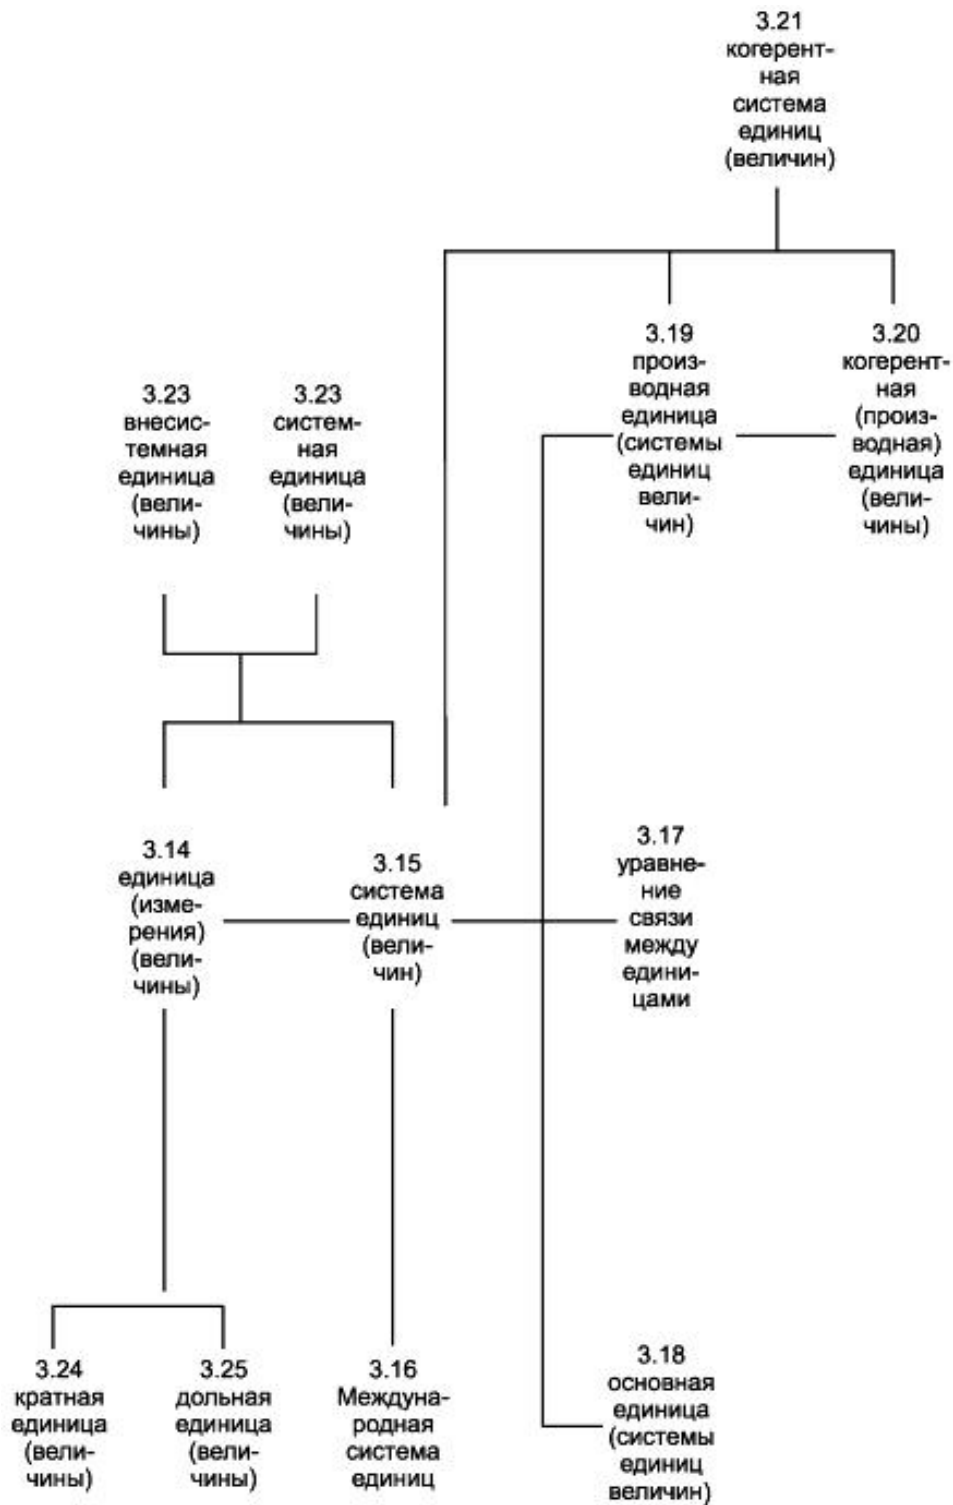 3.21
когерент-
ная
система
единиц
(величин)
3.19
произ-
водная
единица
(системы
единиц
вели-
чин)
3.20
когерент-
ная
(произ-
водная)
единица
(вели-
чины)
3.23
внесис-
темная
единица
(вели-
чины)
3.23
систем-
ная
единица
(вели-
чины)
3.14
единица
(изме-
рения)
(вели-
чины)
3.15
система
единиц
(вели-
чин)
3.17
уравне-
ние
связи
между
едини-
цами
3.24
кратная
единица
(вели-
чины)
3.25
дольная
единица
(вели-
чины)
3.16
Междуна-
родная
система
единиц
3.18
основная
единица
(системы
единиц
величин)